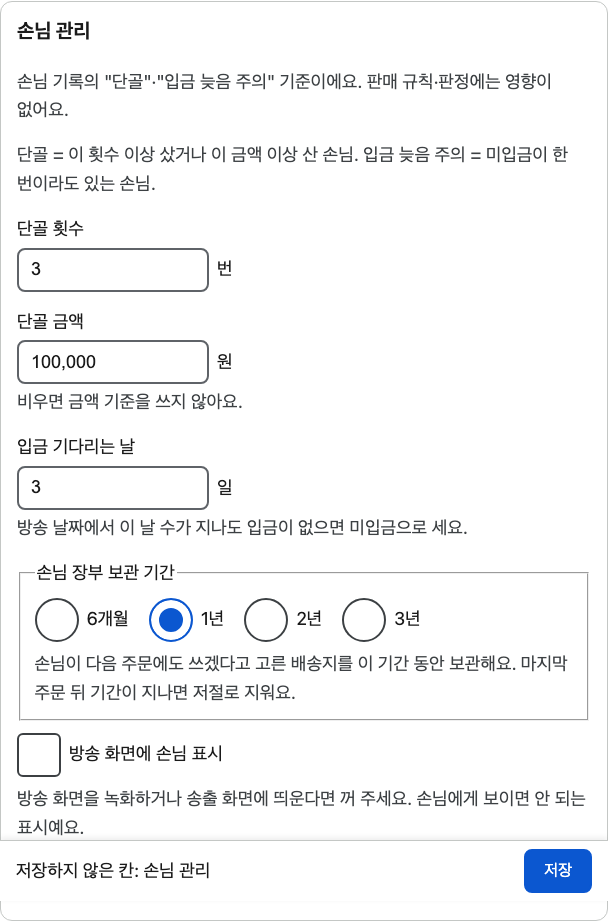 손님 관리
손님 기록의 "단골"·"입금 늦음 주의" 기준이에요. 판매 규칙·판정에는 영향이
없어요.
단골 = 이 횟수 이상 샀거나 이 금액 이상 산 손님. 입금 늦음 주의 = 미입금이 한
번이라도 있는 손님.
단골 횟수
3 번
단골 금액
100,000 원
비우면 금액 기준을 쓰지 않아요.
입금 기다리는 날
3 일
방송 날짜에서 이 날 수가 지나도 입금이 없으면 미입금으로 세요.
손님 장부 보관 기간
6개월 1년 2년 3년
손님이 다음 주문에도 쓰겠다고 고른 배송지를 이 기간 동안 보관해요. 마지막
주문 뒤 기간이 지나면 저절로 지워요.
방송 화면에 손님 표시
방송 화면을 녹화하거나 송출 화면에 띄운다면 꺼 주세요. 손님에게 보이면 안 되는
표시예요.
저장하지 않은 칸: 손님 관리 저장